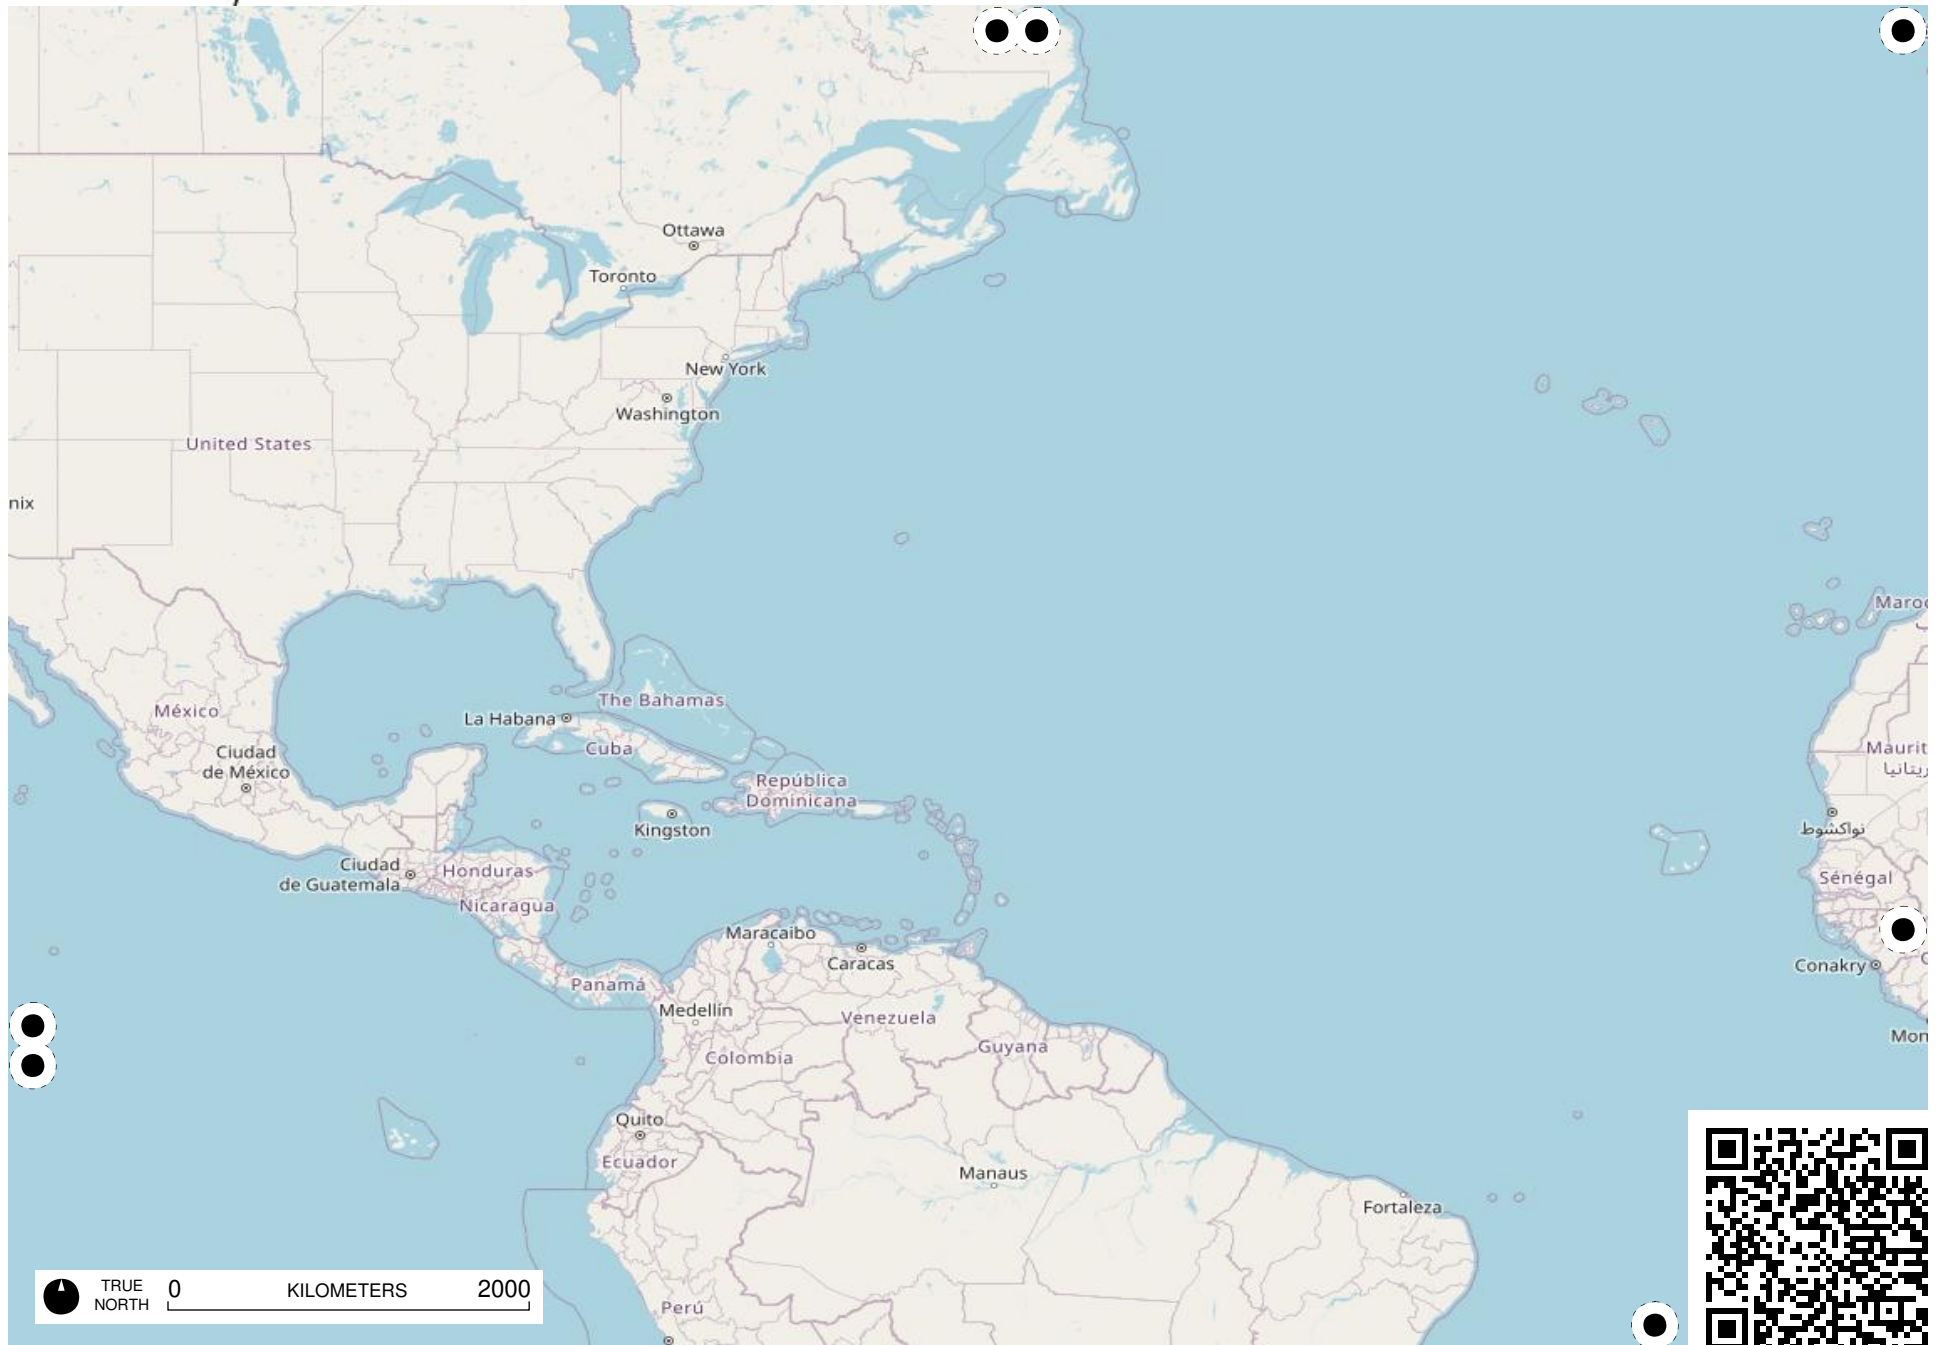 Ottawa
Toronto
New York
Washington
United States
nix
The Bahamas
La Habana
México
Cuba
Ciudad
de México
República
Dominicana
Kingston
Ciudad
de Guatemala
Honduras
Nicaragua
Maroc
Maurit
نواكشوط
Sénégal
Maracaibo
Caracas
Conakry
Panamá
Medellín
Venezuela
Mon
Guyana
Colombia
Quito
Ecuador
Manaus
Fortaleza
TRUE
NORTH
0 KILOMETERS 2000
Perú